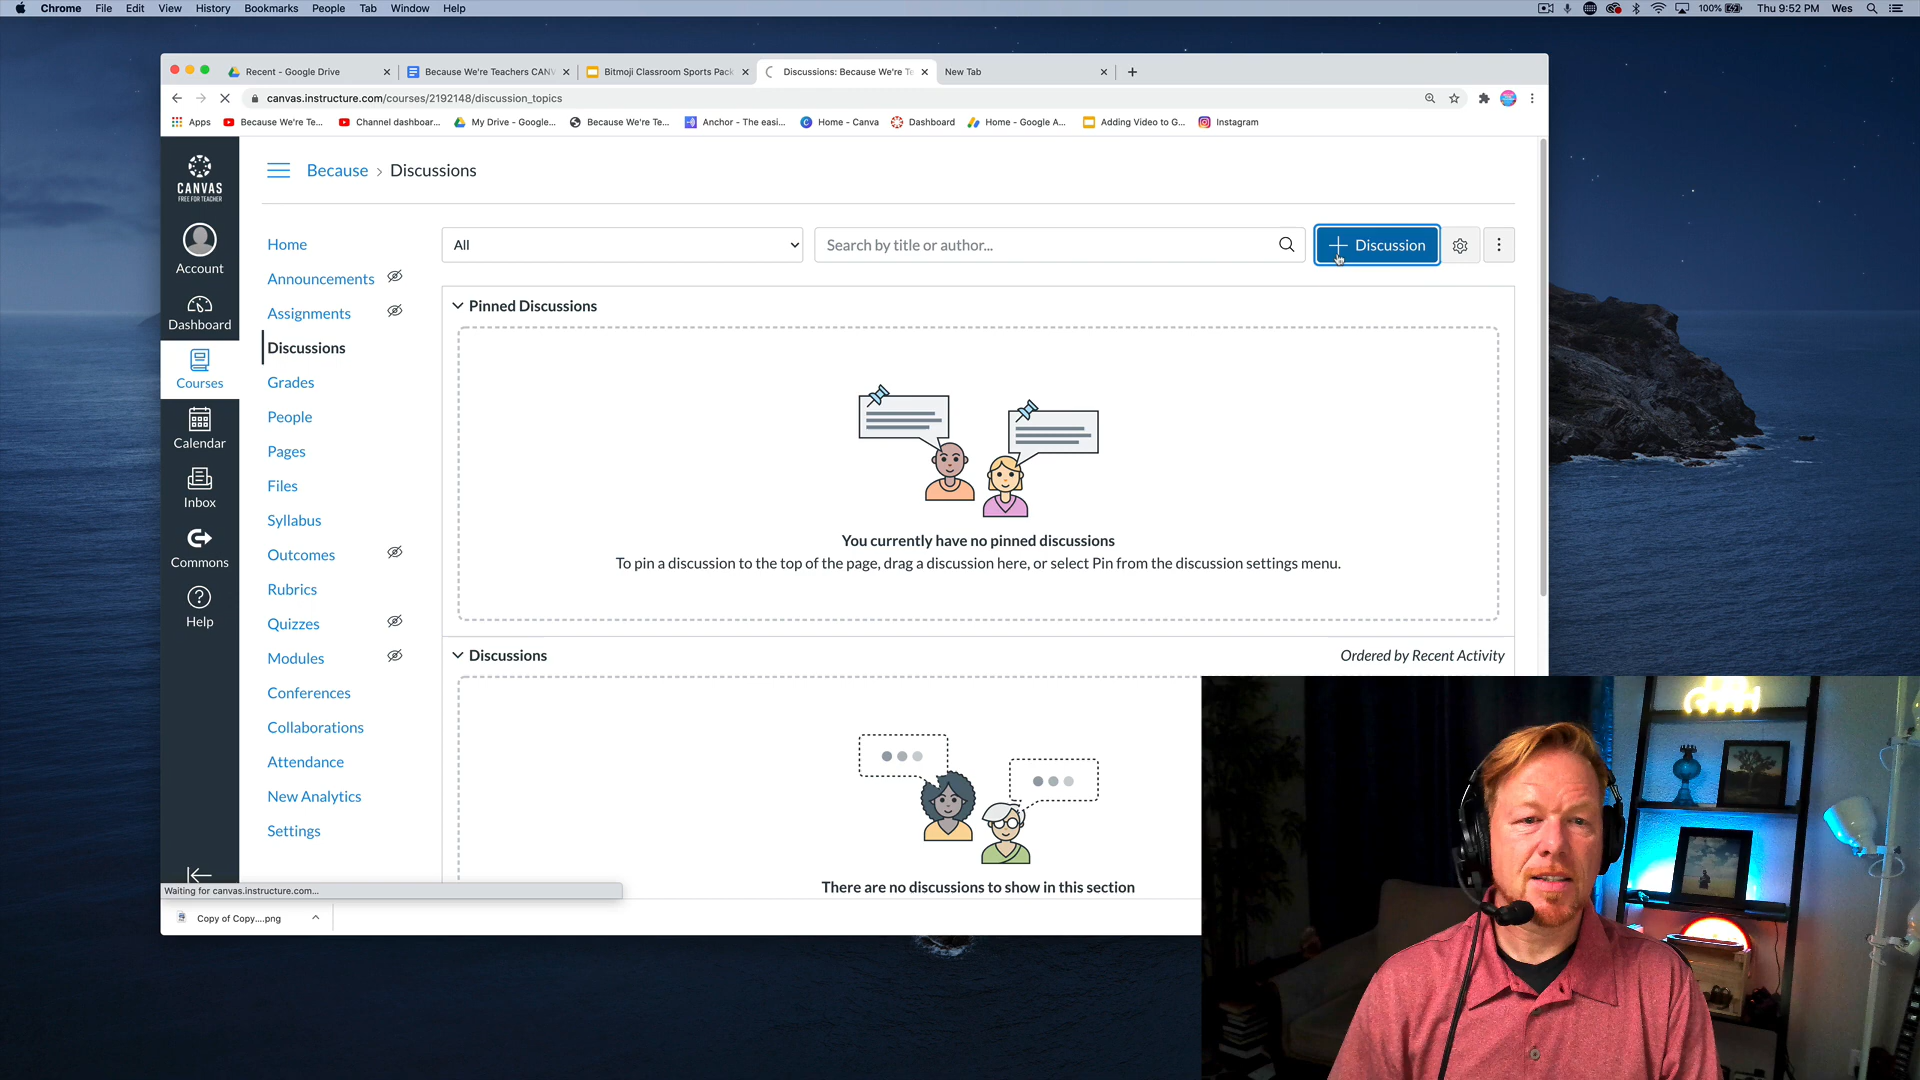 Chrome File Edit View History Bookmarks People Tab Window Help
100% Thu 9:52 PM Wes
Recent - Google Drive
Because We're Teachers CANV
Bitmoji Classroom Sports Pack
Discussions: Because We're Te
New Tab
canvas.instructure.com/courses/2192148/discussion_topics
Apps
Because We're Te...
Channel dashboar...
My Drive - Google...
Because We're Te...
Anchor - The easi...
Home - Canva
Dashboard
Home - Google A...
Adding Video to G...
Instagram
CANVAS
FREE FOR TEACHER
Account
Dashboard
Courses
Calendar
Inbox
Commons
Help
Because > Discussions
Home
Announcements
Assignments
Discussions
Grades
People
Pages
Files
Syllabus
Outcomes
Rubrics
Quizzes
Modules
Conferences
Collaborations
Attendance
New Analytics
Settings
All
Search by title or author...
+ Discussion
Pinned Discussions
You currently have no pinned discussions
To pin a discussion to the top of the page, drag a discussion here, or select Pin from the discussion settings menu.
Discussions
Ordered by Recent Activity
There are no discussions to show in this section
Waiting for canvas.instructure.com...
Copy of Copy....png